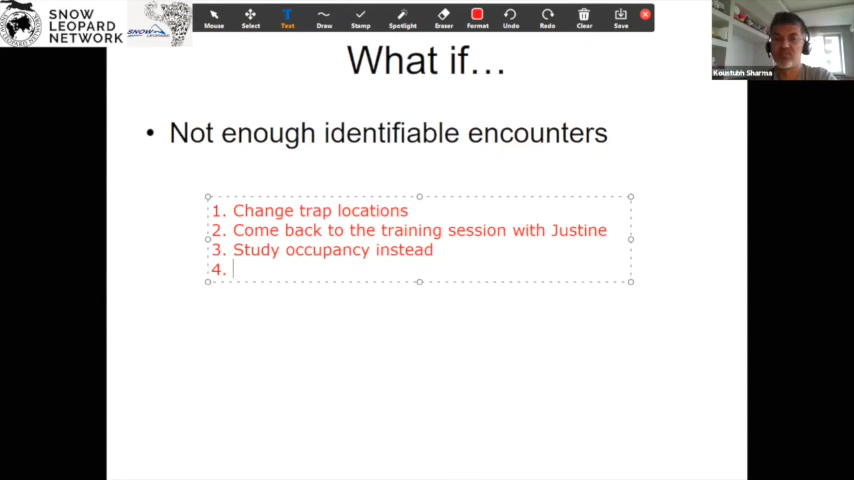 SNOW
LEOPARD
NETWORK
SNOW
LEOPARD
Mouse
Select
Text
Draw
Stamp
Spotlight
Eraser
Format
Undo
Redo
Clear
Save
Koustubh Sharma
What if...
• Not enough identifiable encounters
1. Change trap locations
2. Come back to the training session with Justine
3. Study occupancy instead
4.